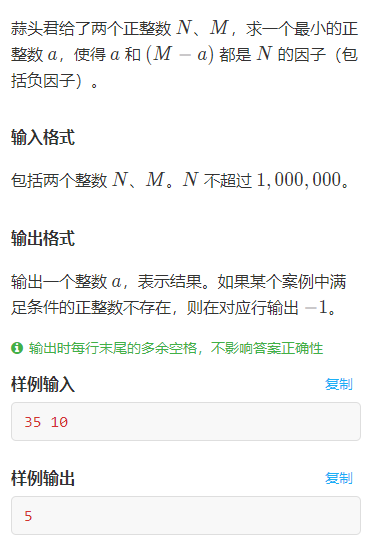 蒜头君给了两个正整数 N、M，求一个最小的正
整数 a，使得 a 和 (M − a) 都是 N 的因子（包
括负因子）。
输入格式
包括两个整数 N、M。N 不超过 1,000,000。
输出格式
输出一个整数 a，表示结果。如果某个案例中满
足条件的正整数不存在，则在对应行输出 −1。
输出时每行末尾的多余空格，不影响答案正确性
样例输入 复制
35 10
样例输出 复制
5